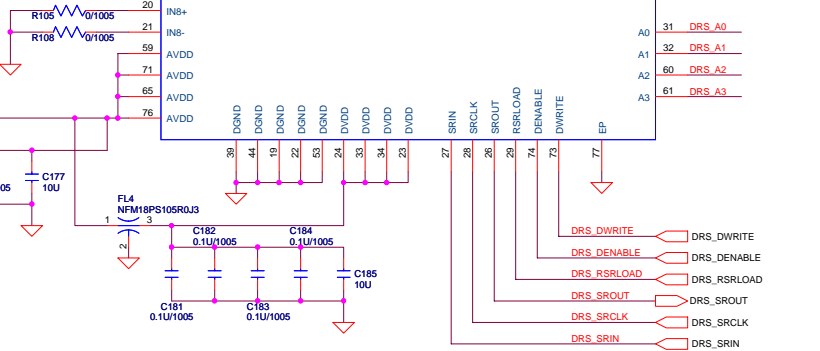 20 IN8+
R105 0/1005
21 IN8-
R108 0/1005
59 AVDD
71 AVDD
65 AVDD
76 AVDD
A0 31 DRS_A0
A1 32 DRS_A1
A2 60 DRS_A2
A3 61 DRS_A3
DGND 39
DGND 44
DGND 19
DGND 22
DGND 53
DVDD 24
DVDD 33
DVDD 34
DVDD 23
SRIN 27
SRCLK 28
SROUT 26
RSRLOAD 29
DENABLE 74
DWRITE 73
EP 77
C177
05 10U
FL4
NFM18PS105R0J3
1 3
2
C182
0.1U/1005
C184
0.1U/1005
C185
10U
C181
0.1U/1005
C183
0.1U/1005
DRS_DWRITE DRS_DWRITE
DRS_DENABLE DRS_DENABLE
DRS_RSRLOAD DRS_RSRLOAD
DRS_SROUT DRS_SROUT
DRS_SRCLK DRS_SRCLK
DRS_SRIN DRS_SRIN